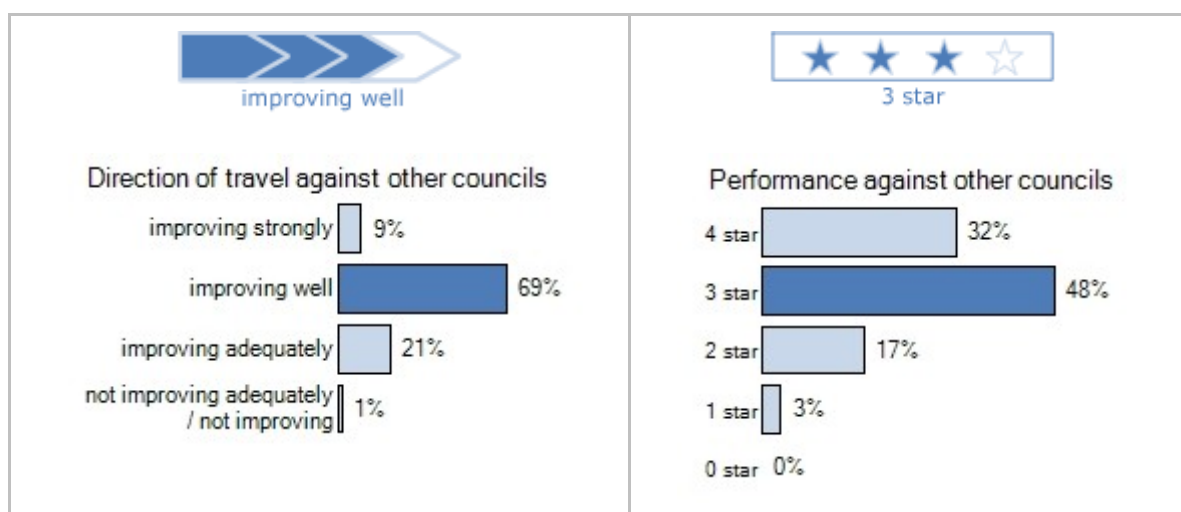 improving well
Direction of travel against other councils
improving strongly 9%
improving well 69%
improving adequately 21%
not improving adequately
/ not improving 1%
3 star
Performance against other councils
4 star 32%
3 star 48%
2 star 17%
1 star 3%
0 star 0%